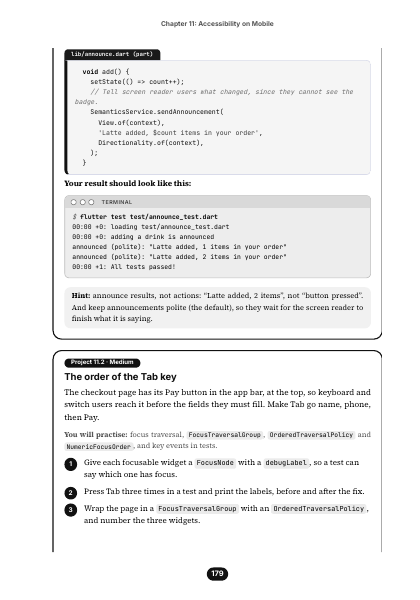 Chapter 11: Accessibility on Mobile
lib/announce.dart (part)
void add() {
setState(() => count++);
// Tell screen reader users what changed, since they cannot see the
badge.
SemanticsService.sendAnnouncement(
View.of(context),
'Latte added, $count items in your order',
Directionality.of(context),
);
}
Your result should look like this:
TERMINAL
$ flutter test test/announce_test.dart
00:00 +0: loading test/announce_test.dart
00:00 +0: adding a drink is announced
announced (polite): "Latte added, 1 items in your order"
announced (polite): "Latte added, 2 items in your order"
00:00 +1: All tests passed!
Hint: announce results, not actions: “Latte added, 2 items”, not “button pressed”.
And keep announcements polite (the default), so they wait for the screen reader to
finish what it is saying.
Project 11.2 · Medium
The order of the Tab key
The checkout page has its Pay button in the app bar, at the top, so keyboard and
switch users reach it before the fields they must fill. Make Tab go name, phone,
then Pay.
You will practise: focus traversal, FocusTraversalGroup, OrderedTraversalPolicy and
NumericFocusOrder, and key events in tests.
1 Give each focusable widget a FocusNode with a debugLabel, so a test can
say which one has focus.
2 Press Tab three times in a test and print the labels, before and after the fix.
3 Wrap the page in a FocusTraversalGroup with an OrderedTraversalPolicy,
and number the three widgets.
179